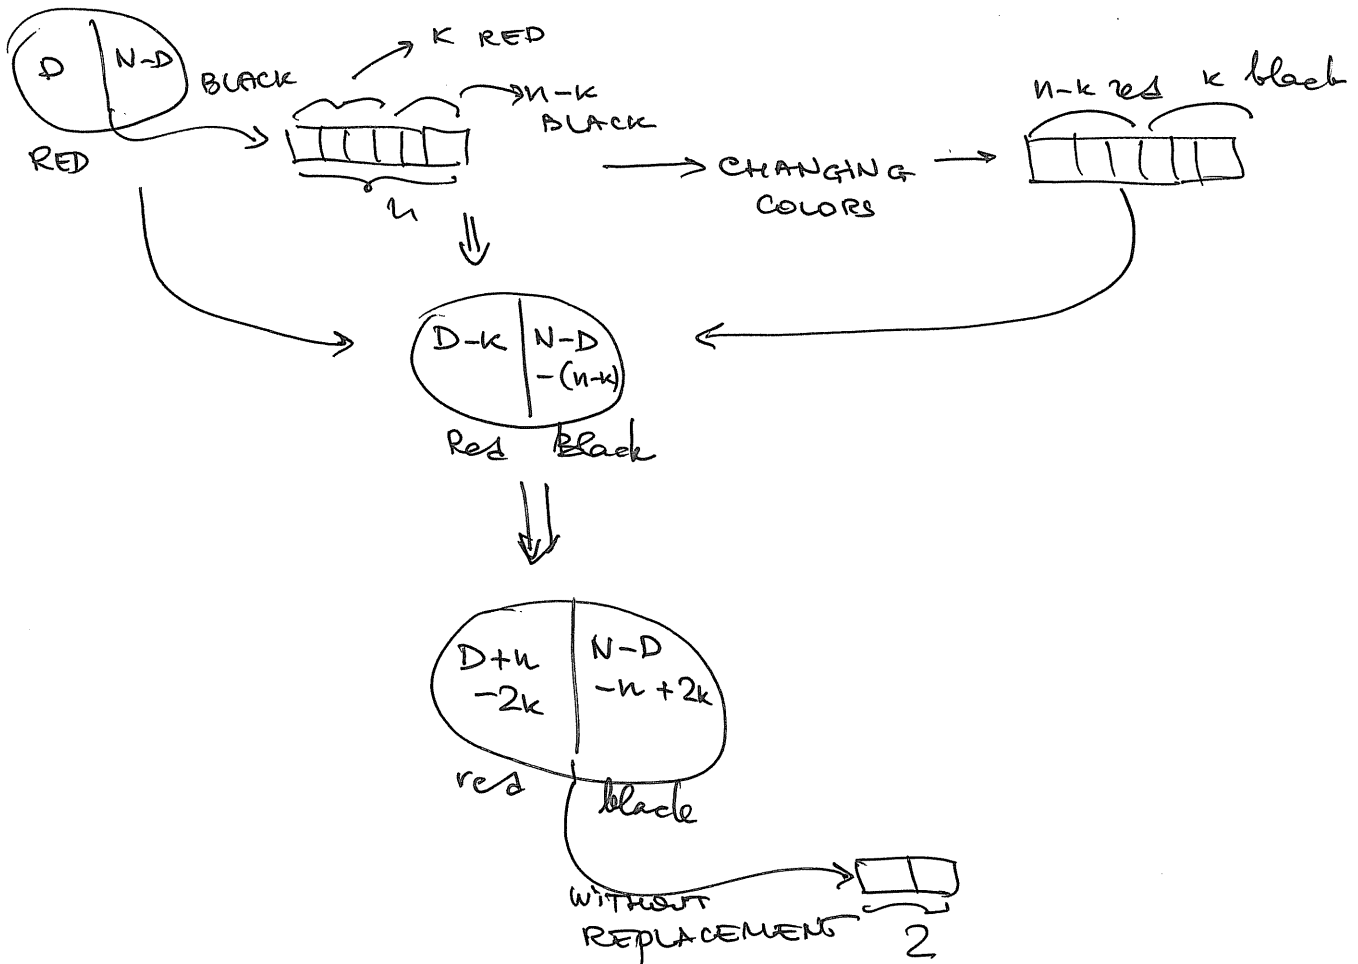 K RED
D N-D
BLACK
n-k
BLACK
RED
n
CHANGING
COLORS
n-k red k black
D-k N-D
-(n-k)
Red Black
D+n N-D
-2k -n+2k
red black
WITHOUT
REPLACEMENT
2